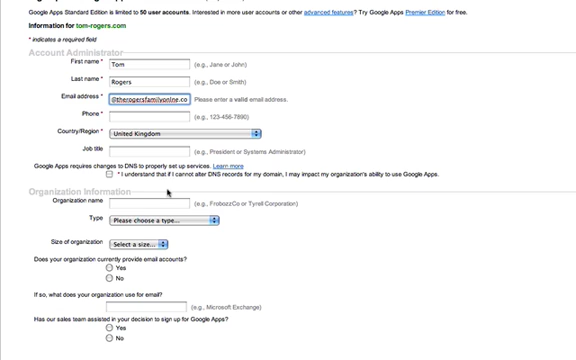 Google Apps Standard Edition is limited to 50 user accounts. Interested in more user accounts or other advanced features? Try Google Apps Premier Edition for free.
Information for tom-rogers.com
* indicates a required field
Account Administrator
First name * Tom (e.g., Jane or John)
Last name * Rogers (e.g., Doe or Smith)
Email address * @therogersfamilyonlne.co Please enter a valid email address.
Phone * (e.g., 123-456-7890)
Country/Region * United Kingdom
Job title (e.g., President or Systems Administrator)
Google Apps requires changes to DNS to properly set up services. Learn more
* I understand that if I cannot alter DNS records for my domain, I may impact my organization's ability to use Google Apps.
Organization Information
Organization name (e.g., FrobozzCo or Tyrell Corporation)
Type Please choose a type...
Size of organization Select a size...
Does your organization currently provide email accounts?
Yes
No
If so, what does your organization use for email?
(e.g., Microsoft Exchange)
Has our sales team assisted in your decision to sign up for Google Apps?
Yes
No